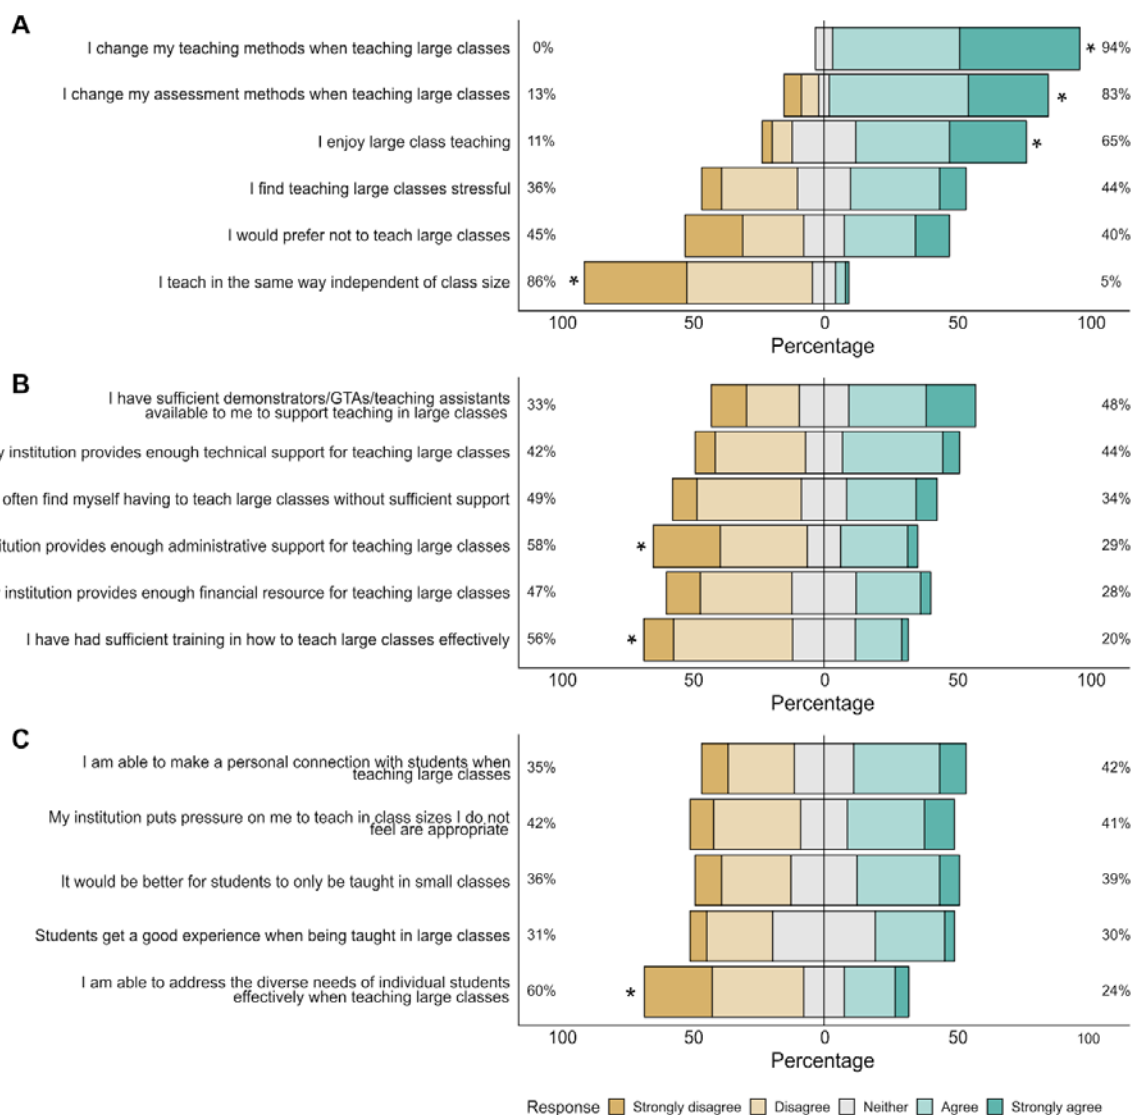 A
I change my teaching methods when teaching large classes 0% * 94%
I change my assessment methods when teaching large classes 13% * 83%
I enjoy large class teaching 11% * 65%
I find teaching large classes stressful 36% 44%
I would prefer not to teach large classes 45% 40%
I teach in the same way independent of class size 86% * 5%
100 50 0 50 100
Percentage
B
I have sufficient demonstrators/GTAs/teaching assistants
available to me to support teaching in large classes 33% 48%
institution provides enough technical support for teaching large classes 42% 44%
often find myself having to teach large classes without sufficient support 49% 34%
provides enough administrative support for teaching large classes 58% * 29%
institution provides enough financial resource for teaching large classes 47% 28%
I have had sufficient training in how to teach large classes effectively 56% * 20%
100 50 0 50 100
Percentage
C
I am able to make a personal connection with students when
teaching large classes 35% 42%
My institution puts pressure on me to teach in class sizes I do not
feel are appropriate 42% 41%
It would be better for students to only be taught in small classes 36% 39%
Students get a good experience when being taught in large classes 31% 30%
I am able to address the diverse needs of individual students
effectively when teaching large classes 60% * 24%
100 50 0 50 100
Percentage
Response Strongly disagree Disagree Neither Agree Strongly agree